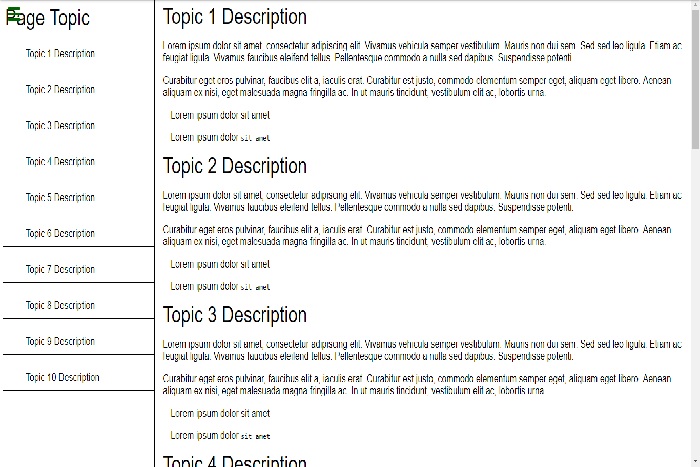 Page Topic
Topic 1 Description
Topic 2 Description
Topic 3 Description
Topic 4 Description
Topic 5 Description
Topic 6 Description
Topic 7 Description
Topic 8 Description
Topic 9 Description
Topic 10 Description
Topic 1 Description
Lorem ipsum dolor sit amet, consectetur adipiscing elit. Vivamus vehicula semper vestibulum. Mauris non dui sem. Sed sed leo ligula. Etiam ac
feugiat ligula. Vivamus faucibus eleifend tellus. Pellentesque commodo a nulla sed dapibus. Suspendisse potenti.
Curabitur eget eros pulvinar, faucibus elit a, iaculis erat. Curabitur est justo, commodo elementum semper eget, aliquam eget libero. Aenean
aliquam ex nisi, eget malesuada magna fringilla ac. In ut mauris tincidunt, vestibulum elit ac, lobortis urna.
Lorem ipsum dolor sit amet
Lorem ipsum dolor sit amet
Topic 2 Description
Lorem ipsum dolor sit amet, consectetur adipiscing elit. Vivamus vehicula semper vestibulum. Mauris non dui sem. Sed sed leo ligula. Etiam ac
feugiat ligula. Vivamus faucibus eleifend tellus. Pellentesque commodo a nulla sed dapibus. Suspendisse potenti.
Curabitur eget eros pulvinar, faucibus elit a, iaculis erat. Curabitur est justo, commodo elementum semper eget, aliquam eget libero. Aenean
aliquam ex nisi, eget malesuada magna fringilla ac. In ut mauris tincidunt, vestibulum elit ac, lobortis urna.
Lorem ipsum dolor sit amet
Lorem ipsum dolor sit amet
Topic 3 Description
Lorem ipsum dolor sit amet, consectetur adipiscing elit. Vivamus vehicula semper vestibulum. Mauris non dui sem. Sed sed leo ligula. Etiam ac
feugiat ligula. Vivamus faucibus eleifend tellus. Pellentesque commodo a nulla sed dapibus. Suspendisse potenti.
Curabitur eget eros pulvinar, faucibus elit a, iaculis erat. Curabitur est justo, commodo elementum semper eget, aliquam eget libero. Aenean
aliquam ex nisi, eget malesuada magna fringilla ac. In ut mauris tincidunt, vestibulum elit ac, lobortis urna.
Lorem ipsum dolor sit amet
Lorem ipsum dolor sit amet
Topic 4 Description